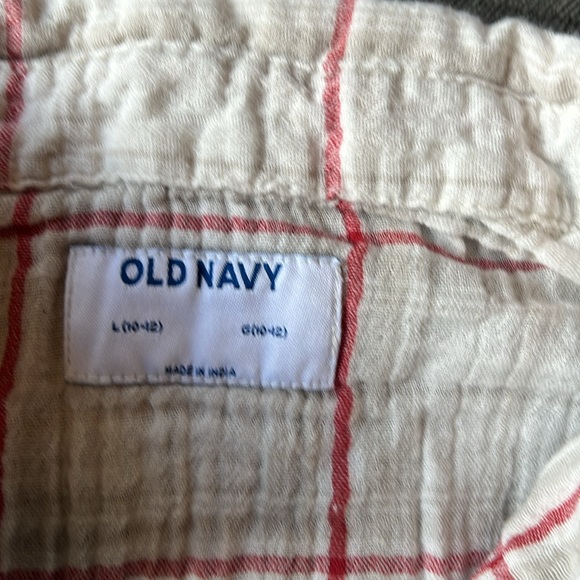 OLD NAVY
L(10-12) G(10-12)
MADE IN INDIA